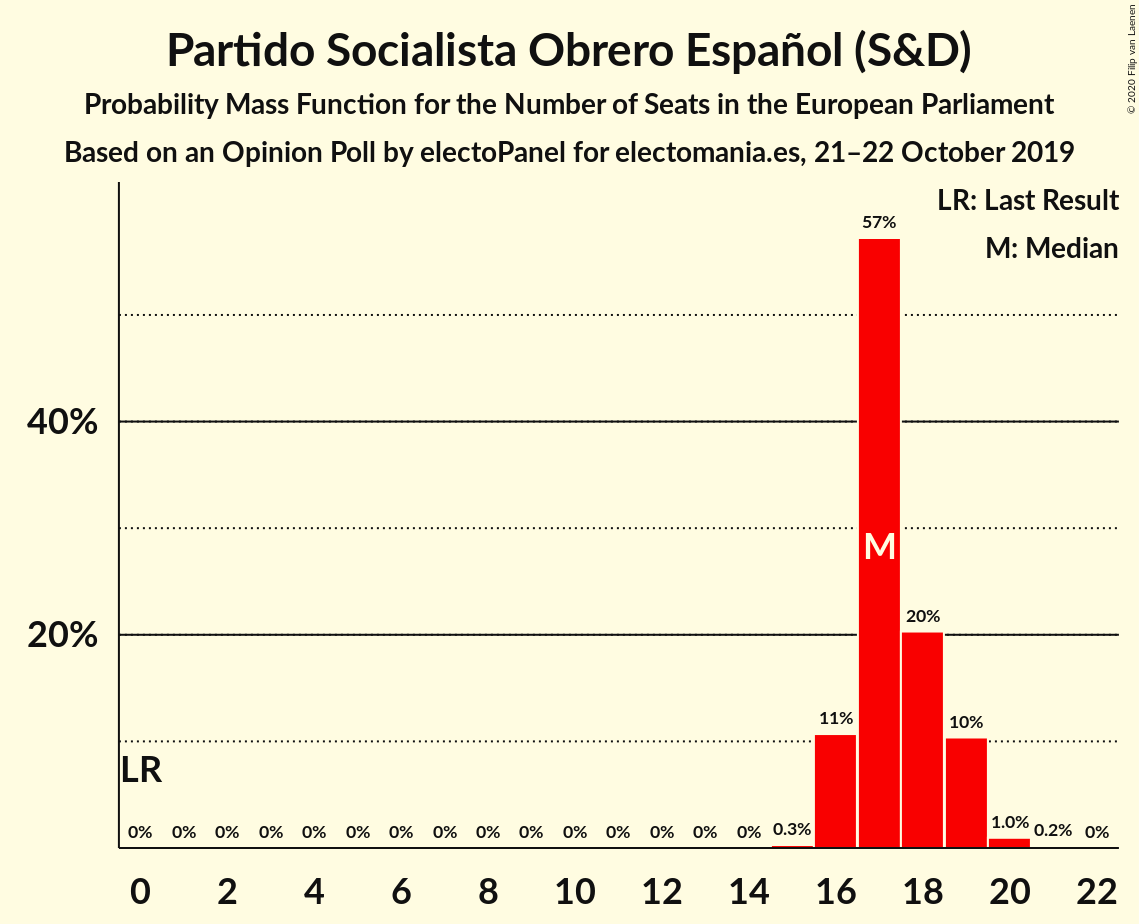 Partido Socialista Obrero Español (S&D)
Probability Mass Function for the Number of Seats in the European Parliament
Based on an Opinion Poll by electoPanel for electomania.es, 21–22 October 2019
© 2020 Filip van Laenen
LR: Last Result
M: Median
57%
40%
M
20%
20%
11%
10%
LR
0% 0% 0% 0% 0% 0% 0% 0% 0% 0% 0% 0% 0% 0% 0% 0.3% 1.0% 0.2% 0%
0 2 4 6 8 10 12 14 16 18 20 22